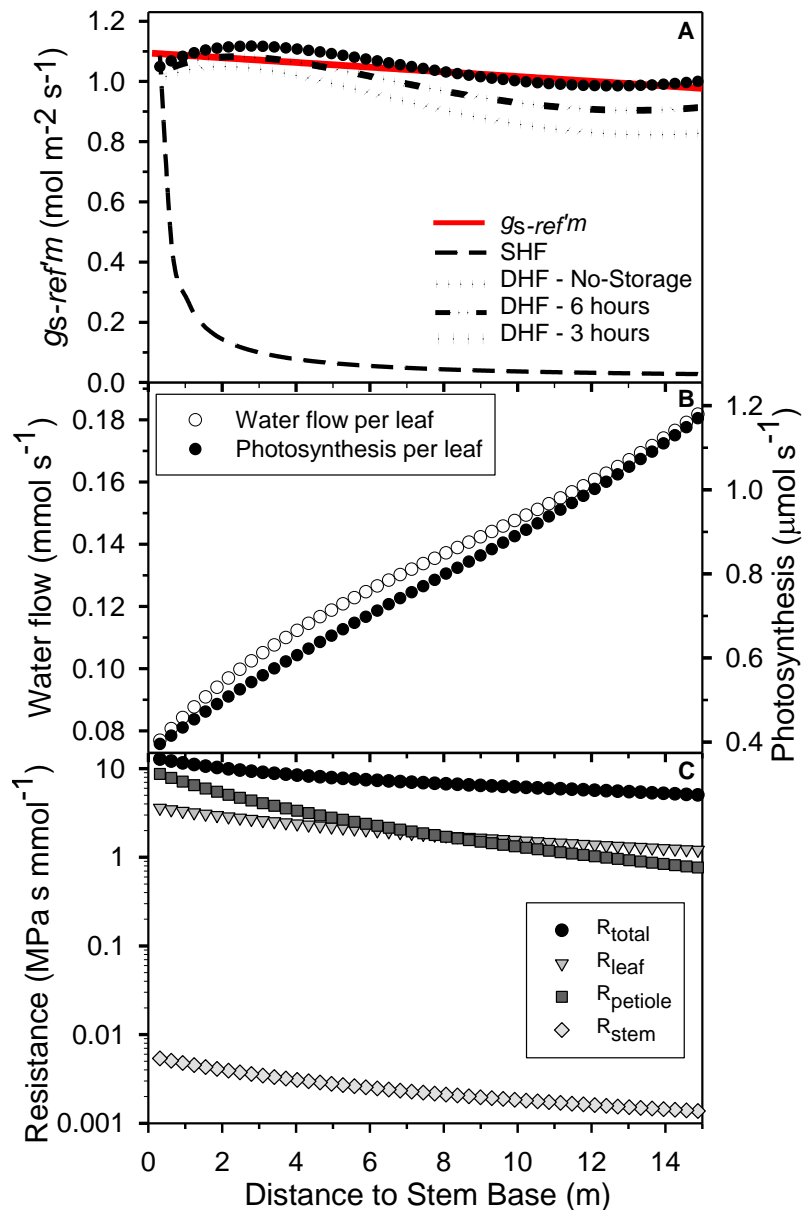 A
1.2
1.0
0.8
0.6
0.4
0.2
0.0
gs-ref'm (mol m-2 s-1)
gs-ref'm
SHF
DHF - No-Storage
DHF - 6 hours
DHF - 3 hours
B
0.18
0.16
0.14
0.12
0.10
0.08
Water flow (mmol s-1)
Water flow per leaf
Photosynthesis per leaf
1.2
1.0
0.8
0.6
0.4
Photosynthesis (μmol s-1)
C
10
1
0.1
0.01
0.001
Resistance (MPa s mmol-1)
Rtotal
Rleaf
Rpetiole
Rstem
0 2 4 6 8 10 12 14
Distance to Stem Base (m)